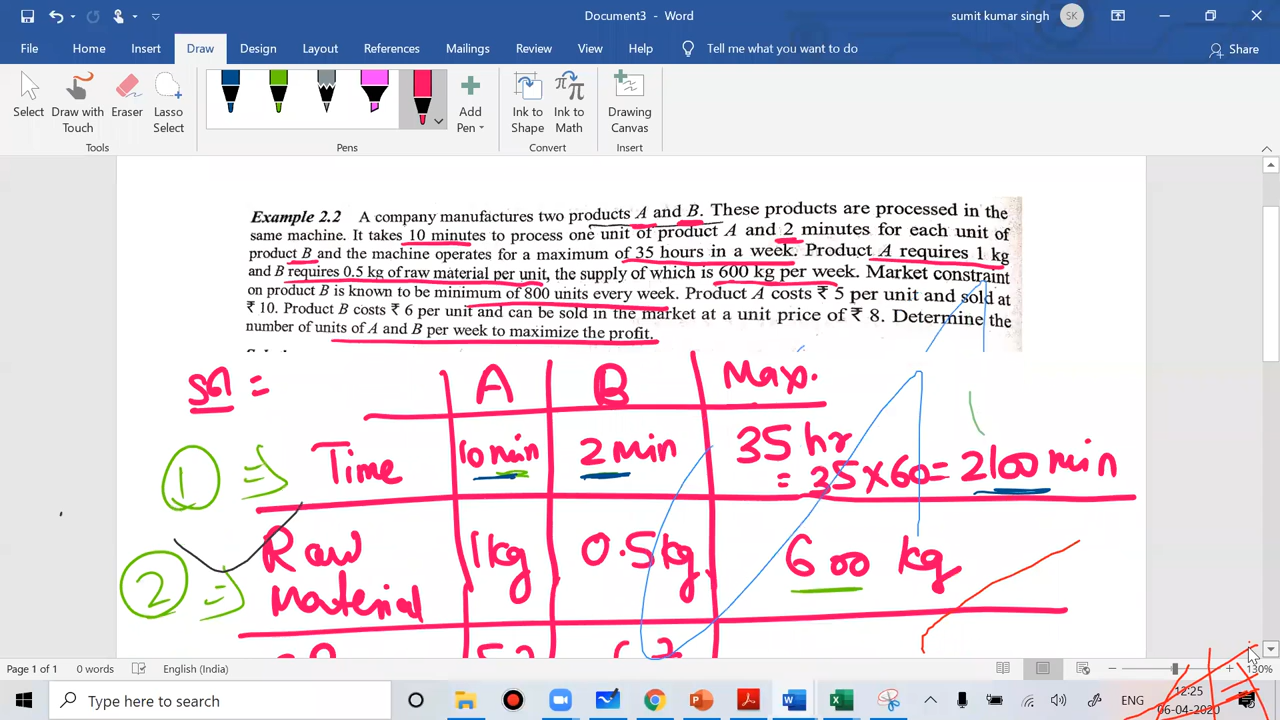 Document3 - Word
sumit kumar singh
SK
File Home Insert Draw Design Layout References Mailings Review View Help Tell me what you want to do Share
Select Draw with Touch Eraser Lasso Select Add Pen Ink to Shape Ink to Math Drawing Canvas
Tools Pens Convert Insert
Example 2.2 A company manufactures two products A and B. These products are processed in the
same machine. It takes 10 minutes to process one unit of product A and 2 minutes for each unit of
product B and the machine operates for a maximum of 35 hours in a week. Product A requires 1 kg
and B requires 0.5 kg of raw material per unit, the supply of which is 600 kg per week. Market constraint
on product B is known to be minimum of 800 units every week. Product A costs ₹ 5 per unit and sold at
₹ 10. Product B costs ₹ 6 per unit and can be sold in the market at a unit price of ₹ 8. Determine the
number of units of A and B per week to maximize the profit.
A B Max.
1 => Time 10 min 2 min 35 hr
= 35×60 = 2100 min
2 => Raw Material 1kg 0.5kg 600 kg
Page 1 of 1 0 words English (India) 130%
Type here to search
ENG
12:25
06-04-2020